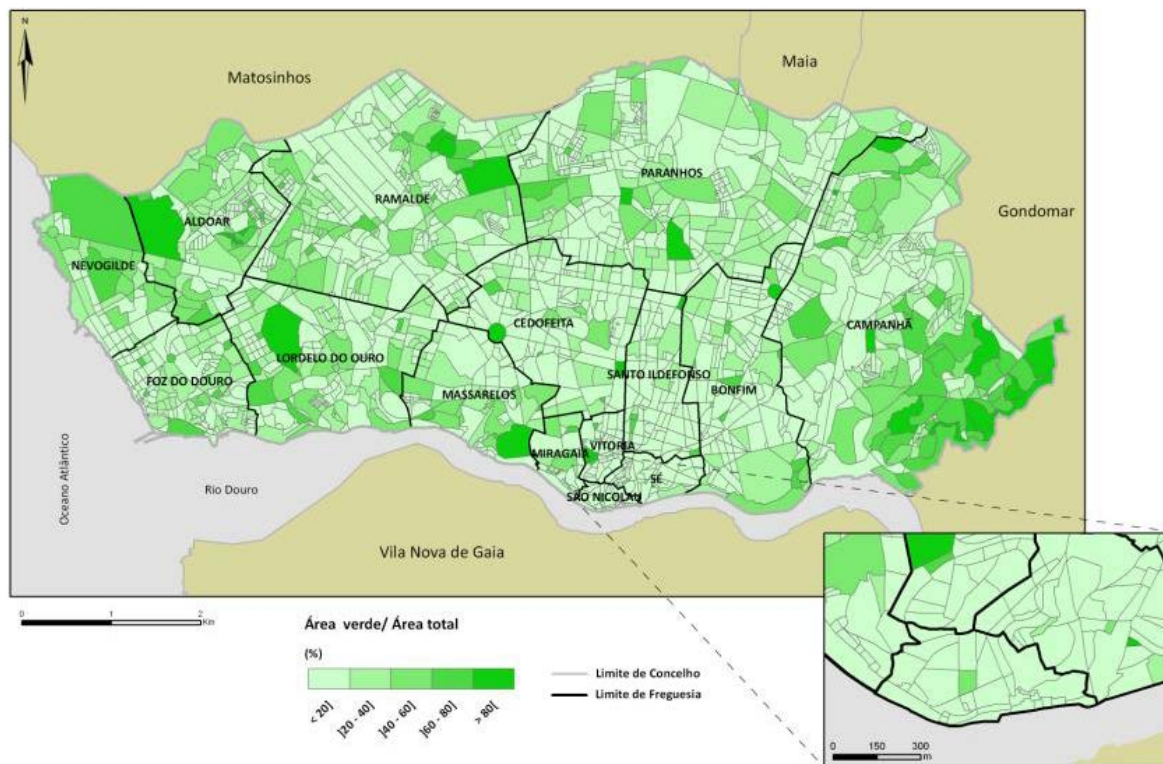 N
Matosinhos
Maia
Gondomar
PARANHOS
RAMALDE
ALDOAR
NEVOGILDE
CEDOFEITA
CAMPANHÃ
LORDELO DO OURO
SANTO ILDEFONSO
FOZ DO DOURO
MASSARELOS
BONFIM
VITORIA
MIRAGAIA
SÉ
SÃO NICOLAU
Oceano Atlântico
Rio Douro
Vila Nova de Gaia
0 1 2
Km
Área verde/ Área total
(%)
< 20]
]20 - 40]
]40 - 60]
]60 - 80]
> 80[
Limite de Concelho
Limite de Freguesia
0 150 300
m